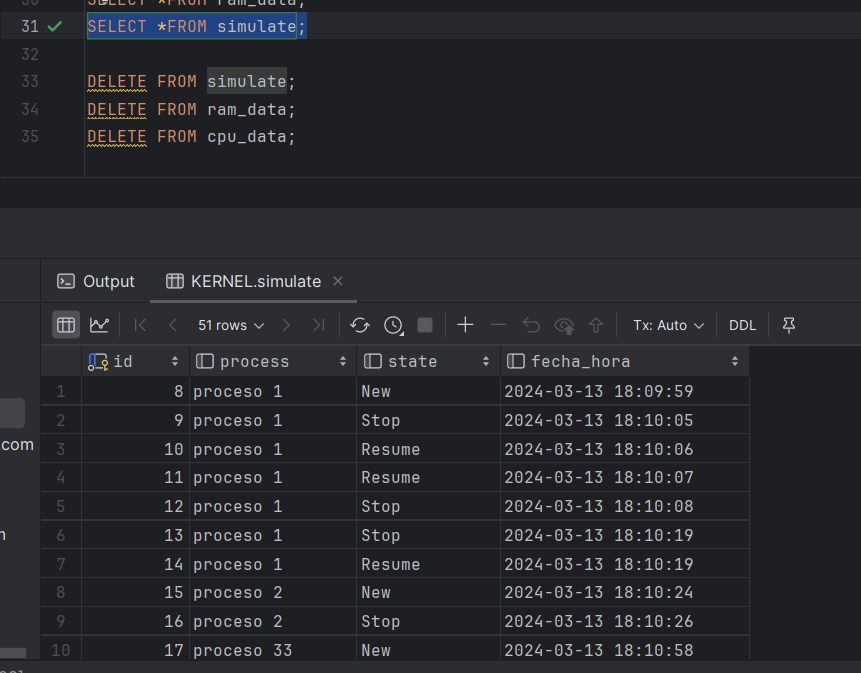 30 SELECT *FROM ram_data;
31 SELECT *FROM simulate;
32
33 DELETE FROM simulate;
34 DELETE FROM ram_data;
35 DELETE FROM cpu_data;
Output KERNEL.simulate
51 rows Tx: Auto DDL
id process state fecha_hora
1 8 proceso 1 New 2024-03-13 18:09:59
2 9 proceso 1 Stop 2024-03-13 18:10:05
.com
3 10 proceso 1 Resume 2024-03-13 18:10:06
4 11 proceso 1 Resume 2024-03-13 18:10:07
5 12 proceso 1 Stop 2024-03-13 18:10:08
6 13 proceso 1 Stop 2024-03-13 18:10:19
7 14 proceso 1 Resume 2024-03-13 18:10:19
8 15 proceso 2 New 2024-03-13 18:10:24
9 16 proceso 2 Stop 2024-03-13 18:10:26
10 17 proceso 33 New 2024-03-13 18:10:58